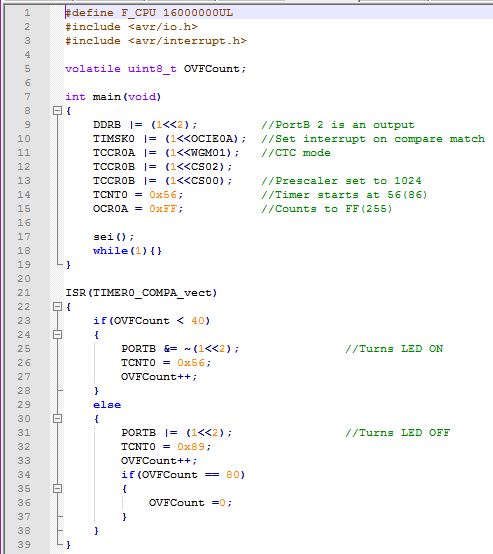 1 #define F_CPU 16000000UL
2 #include <avr/io.h>
3 #include <avr/interrupt.h>
4
5 volatile uint8_t OVFCount;
6
7 int main(void)
8 {
9 DDRB |= (1<<2); //PortB 2 is an output
10 TIMSK0 |= (1<<OCIE0A); //Set interrupt on compare match
11 TCCR0A |= (1<<WGM01); //CTC mode
12 TCCR0B |= (1<<CS02);
13 TCCR0B |= (1<<CS00); //Prescaler set to 1024
14 TCNT0 = 0x56; //Timer starts at 56(86)
15 OCR0A = 0xFF; //Counts to FF(255)
16
17 sei();
18 while(1){}
19 }
20
21 ISR(TIMER0_COMPA_vect)
22 {
23 if(OVFCount < 40)
24 {
25 PORTB &= ~(1<<2); //Turns LED ON
26 TCNT0 = 0x56;
27 OVFCount++;
28 }
29 else
30 {
31 PORTB |= (1<<2); //Turns LED OFF
32 TCNT0 = 0x89;
33 OVFCount++;
34 if(OVFCount == 80)
35 {
36 OVFCount =0;
37 }
38 }
39 }